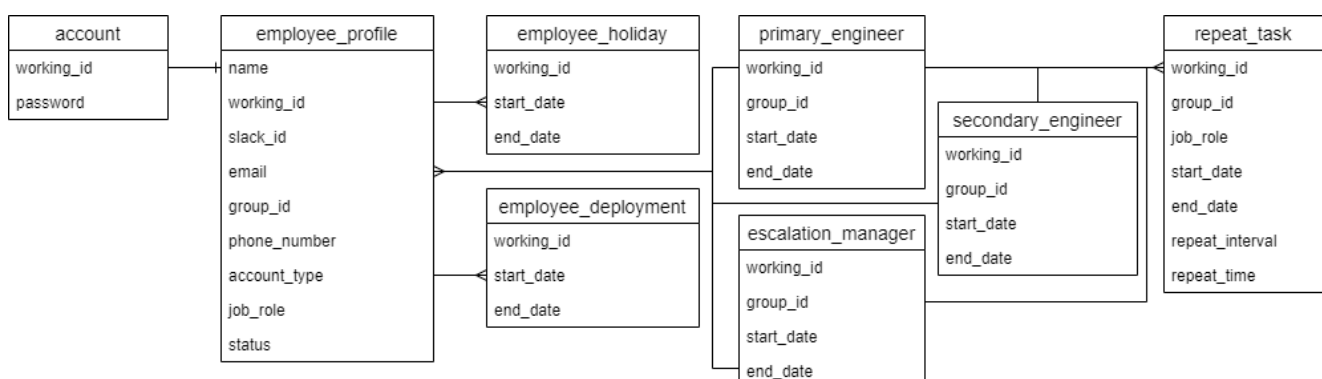 account
working_id
password
employee_profile
name
working_id
slack_id
email
group_id
phone_number
account_type
job_role
status
employee_holiday
working_id
start_date
end_date
employee_deployment
working_id
start_date
end_date
primary_engineer
working_id
group_id
start_date
end_date
escalation_manager
working_id
group_id
start_date
end_date
secondary_engineer
working_id
group_id
start_date
end_date
repeat_task
working_id
group_id
job_role
start_date
end_date
repeat_interval
repeat_time